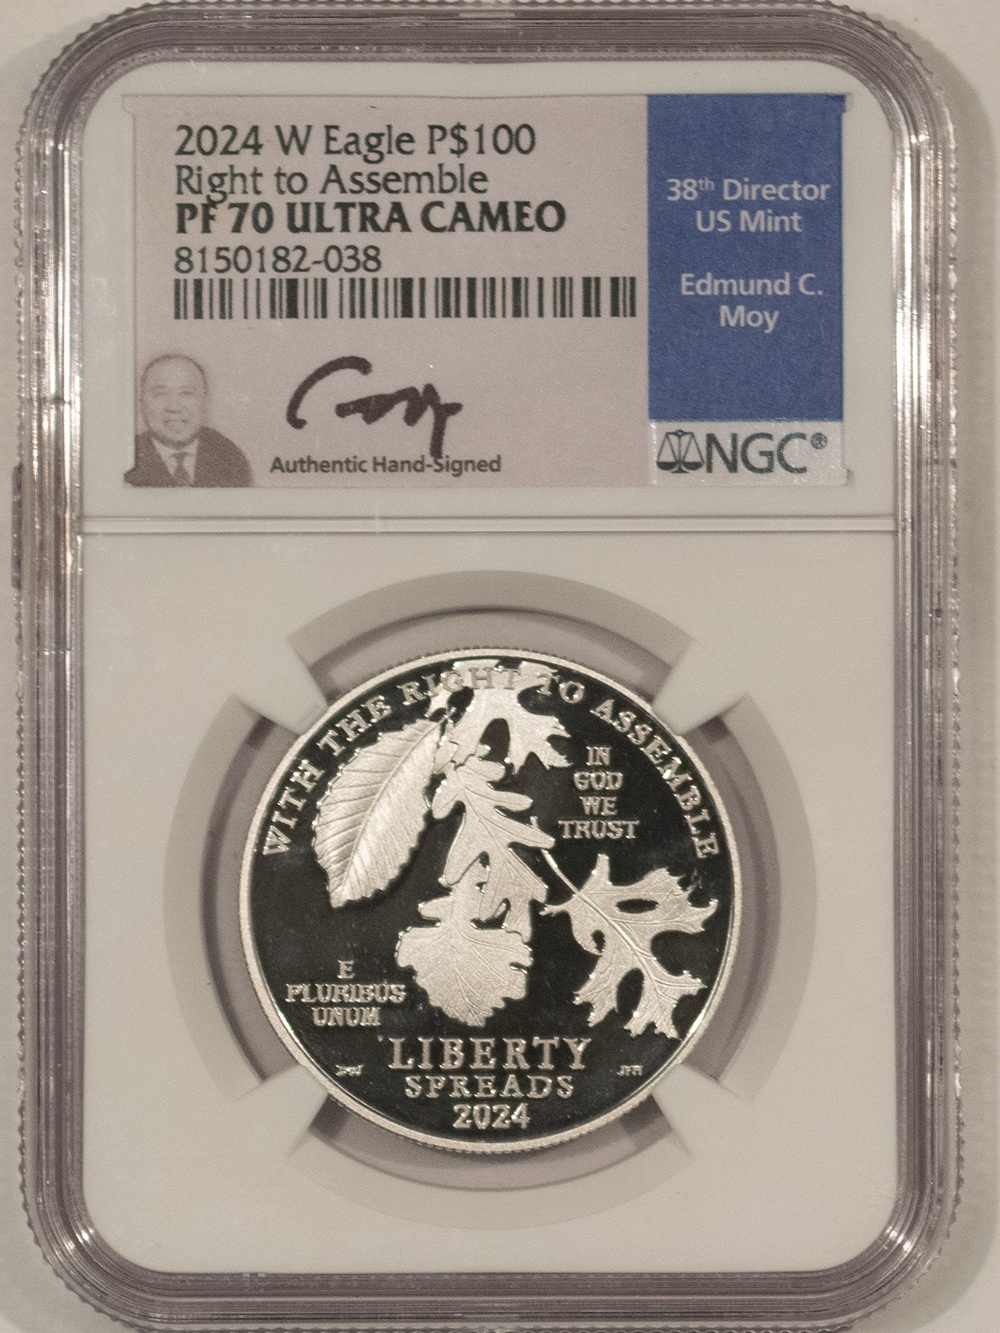 2024 W Eagle P$100
Right to Assemble
PF 70 ULTRA CAMEO
8150182-038
38th Director
US Mint
Edmund C.
Moy
Authentic Hand-Signed
NGC®
WITH THE RIGHT TO ASSEMBLE
IN
GOD
WE
TRUST
E
PLURIBUS
UNUM
LIBERTY
SPREADS
2024